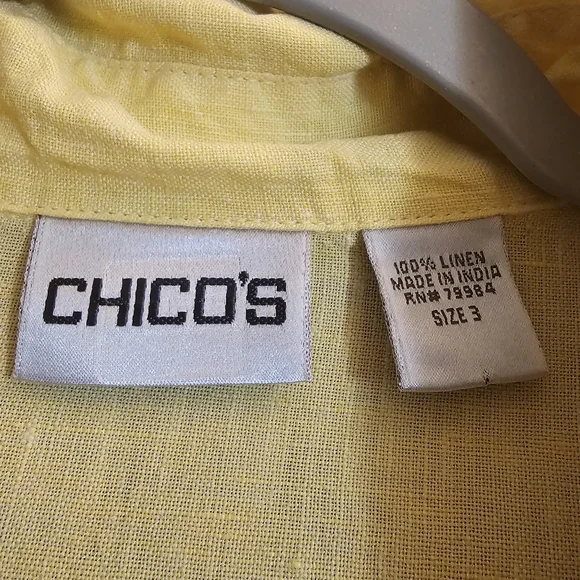 CHICO'S
100% LINEN
MADE IN INDIA
RN# 79984
SIZE 3